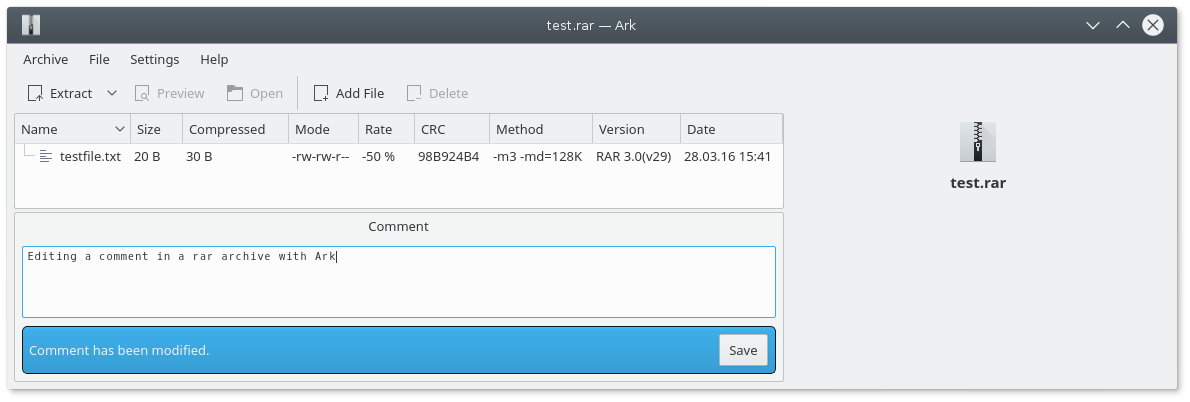 test.rar — Ark
Archive File Settings Help
Extract Preview Open Add File Delete
Name Size Compressed Mode Rate CRC Method Version Date
testfile.txt 20 B 30 B -rw-rw-r-- -50 % 98B924B4 -m3 -md=128K RAR 3.0(v29) 28.03.16 15:41
test.rar
Comment
Editing a comment in a rar archive with Ark
Comment has been modified. Save